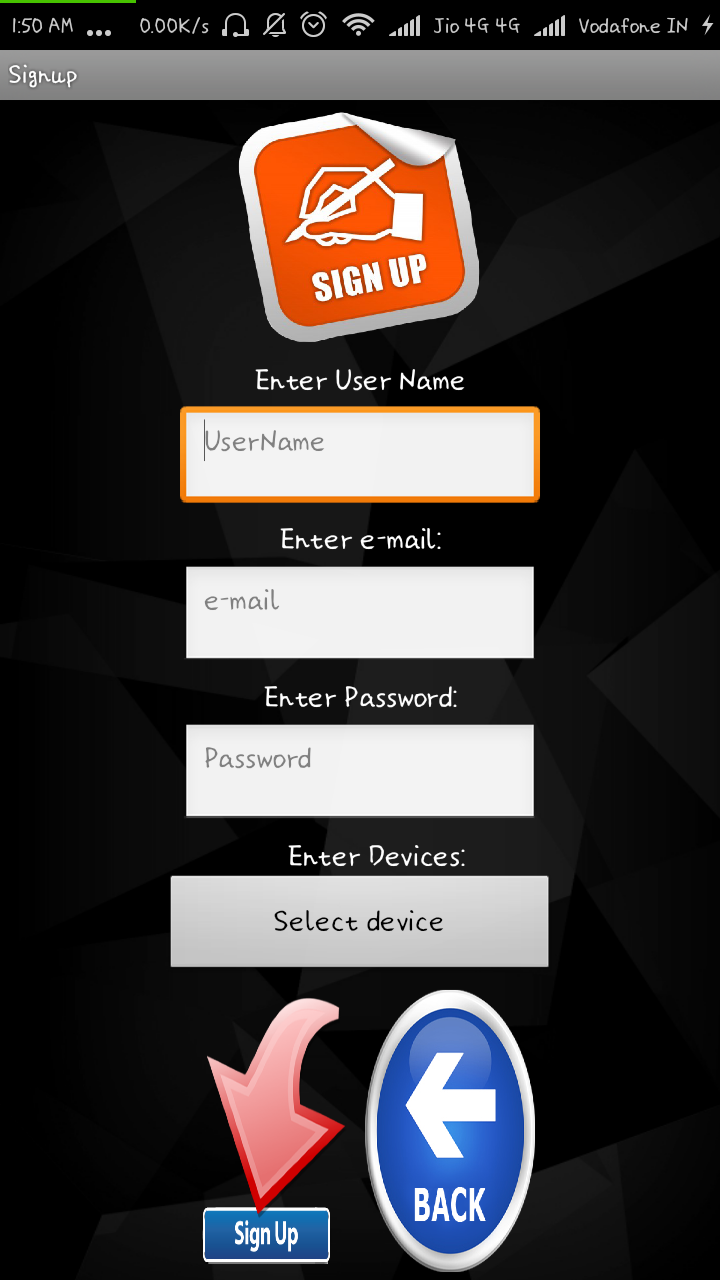 1:50 AM ... 0.00K/s Jio 4G 4G Vodafone IN
Signup
SIGN UP
Enter User Name
UserName
Enter e-mail:
e-mail
Enter Password:
Password
Enter Devices:
Select device
BACK
Sign Up